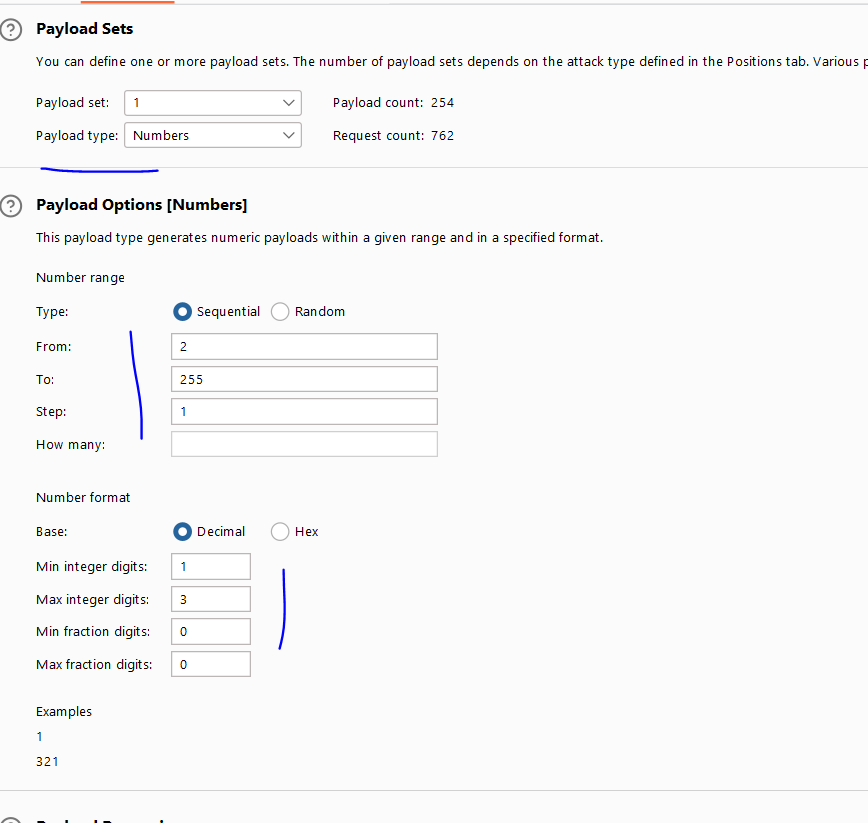 Payload Sets
You can define one or more payload sets. The number of payload sets depends on the attack type defined in the Positions tab. Various
Payload set: 1 Payload count: 254
Payload type: Numbers Request count: 762
Payload Options [Numbers]
This payload type generates numeric payloads within a given range and in a specified format.
Number range
Type: Sequential Random
From: 2
To: 255
Step: 1
How many:
Number format
Base: Decimal Hex
Min integer digits: 1
Max integer digits: 3
Min fraction digits: 0
Max fraction digits: 0
Examples
1
321